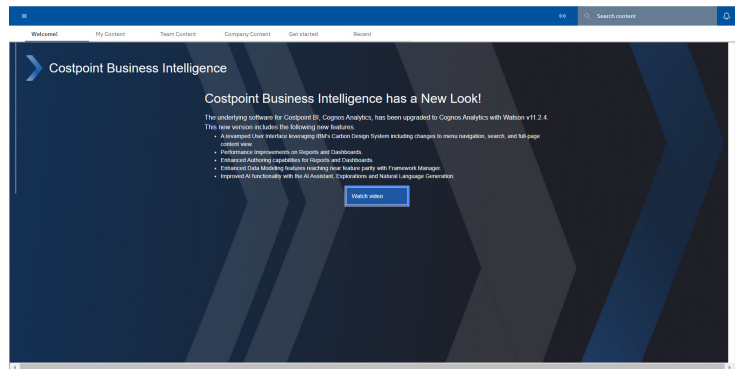 Search content
Welcome!
My Content
Team Content
Company Content
Get started
Recent
Costpoint Business Intelligence
Costpoint Business Intelligence has a New Look!
The underlying software for Costpoint BI, Cognos Analytics, has been upgraded to Cognos Analytics with Watson v11.2.4.
This new version includes the following new features.
• A revamped User Interface leveraging IBM's Carbon Design System including changes to menu navigation, search, and full-page
content view.
• Performance Improvements on Reports and Dashboards.
• Enhanced Authoring capabilities for Reports and Dashboards.
• Enhanced Data Modeling features reaching near feature parity with Framework Manager.
• Improved AI functionality with the AI Assistant, Explorations and Natural Language Generation.
Watch video